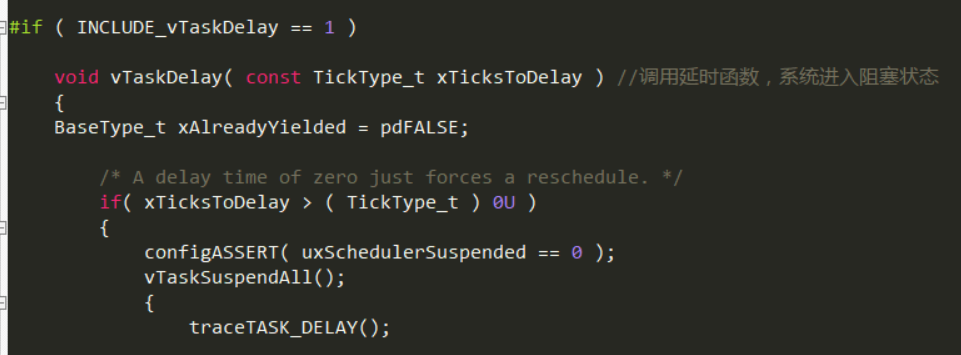 #if ( INCLUDE_vTaskDelay == 1 )
void vTaskDelay( const TickType_t xTicksToDelay ) //调用延时函数，系统进入阻塞状态
{
BaseType_t xAlreadyYielded = pdFALSE;
/* A delay time of zero just forces a reschedule. */
if( xTicksToDelay > ( TickType_t ) 0U )
{
configASSERT( uxSchedulerSuspended == 0 );
vTaskSuspendAll();
{
traceTASK_DELAY();